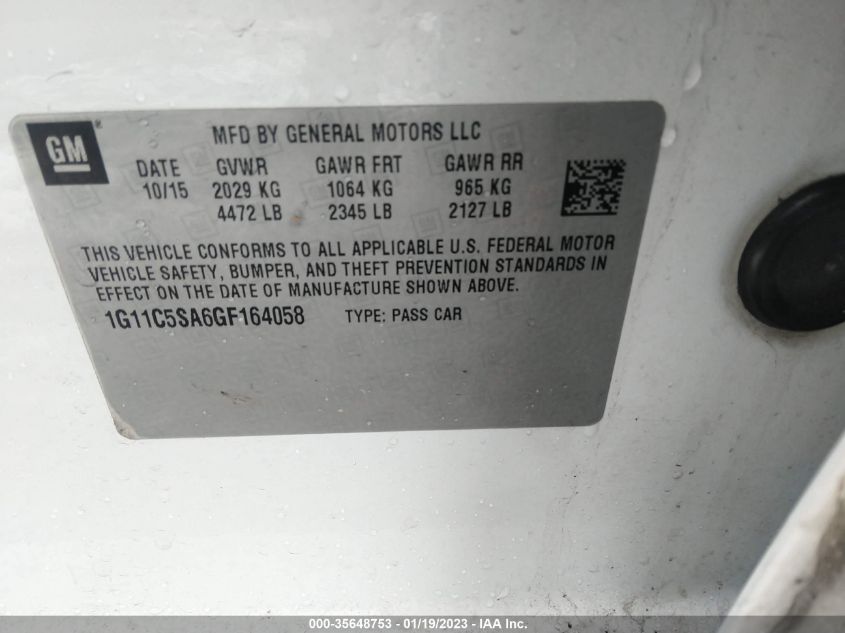 GM ®
MFD BY GENERAL MOTORS LLC
DATE GVWR GAWR FRT GAWR RR
10/15 2029 KG 1064 KG 965 KG
4472 LB 2345 LB 2127 LB
THIS VEHICLE CONFORMS TO ALL APPLICABLE U.S. FEDERAL MOTOR
VEHICLE SAFETY, BUMPER, AND THEFT PREVENTION STANDARDS IN
EFFECT ON THE DATE OF MANUFACTURE SHOWN ABOVE.
1G11C5SA6GF164058 TYPE: PASS CAR
000-35648753 - 01/19/2023 - IAA Inc.